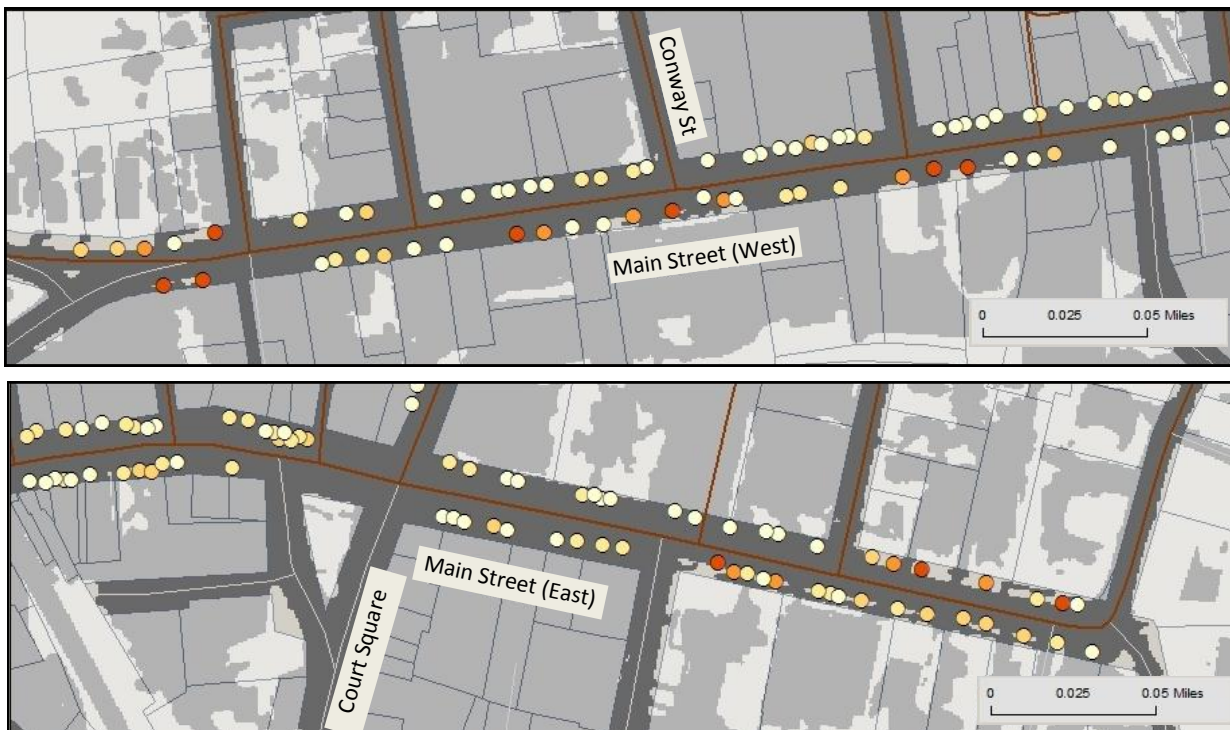 Conway St
Main Street (West)
0 0.025 0.05 Miles
Main Street (East)
Court Square
0 0.025 0.05 Miles